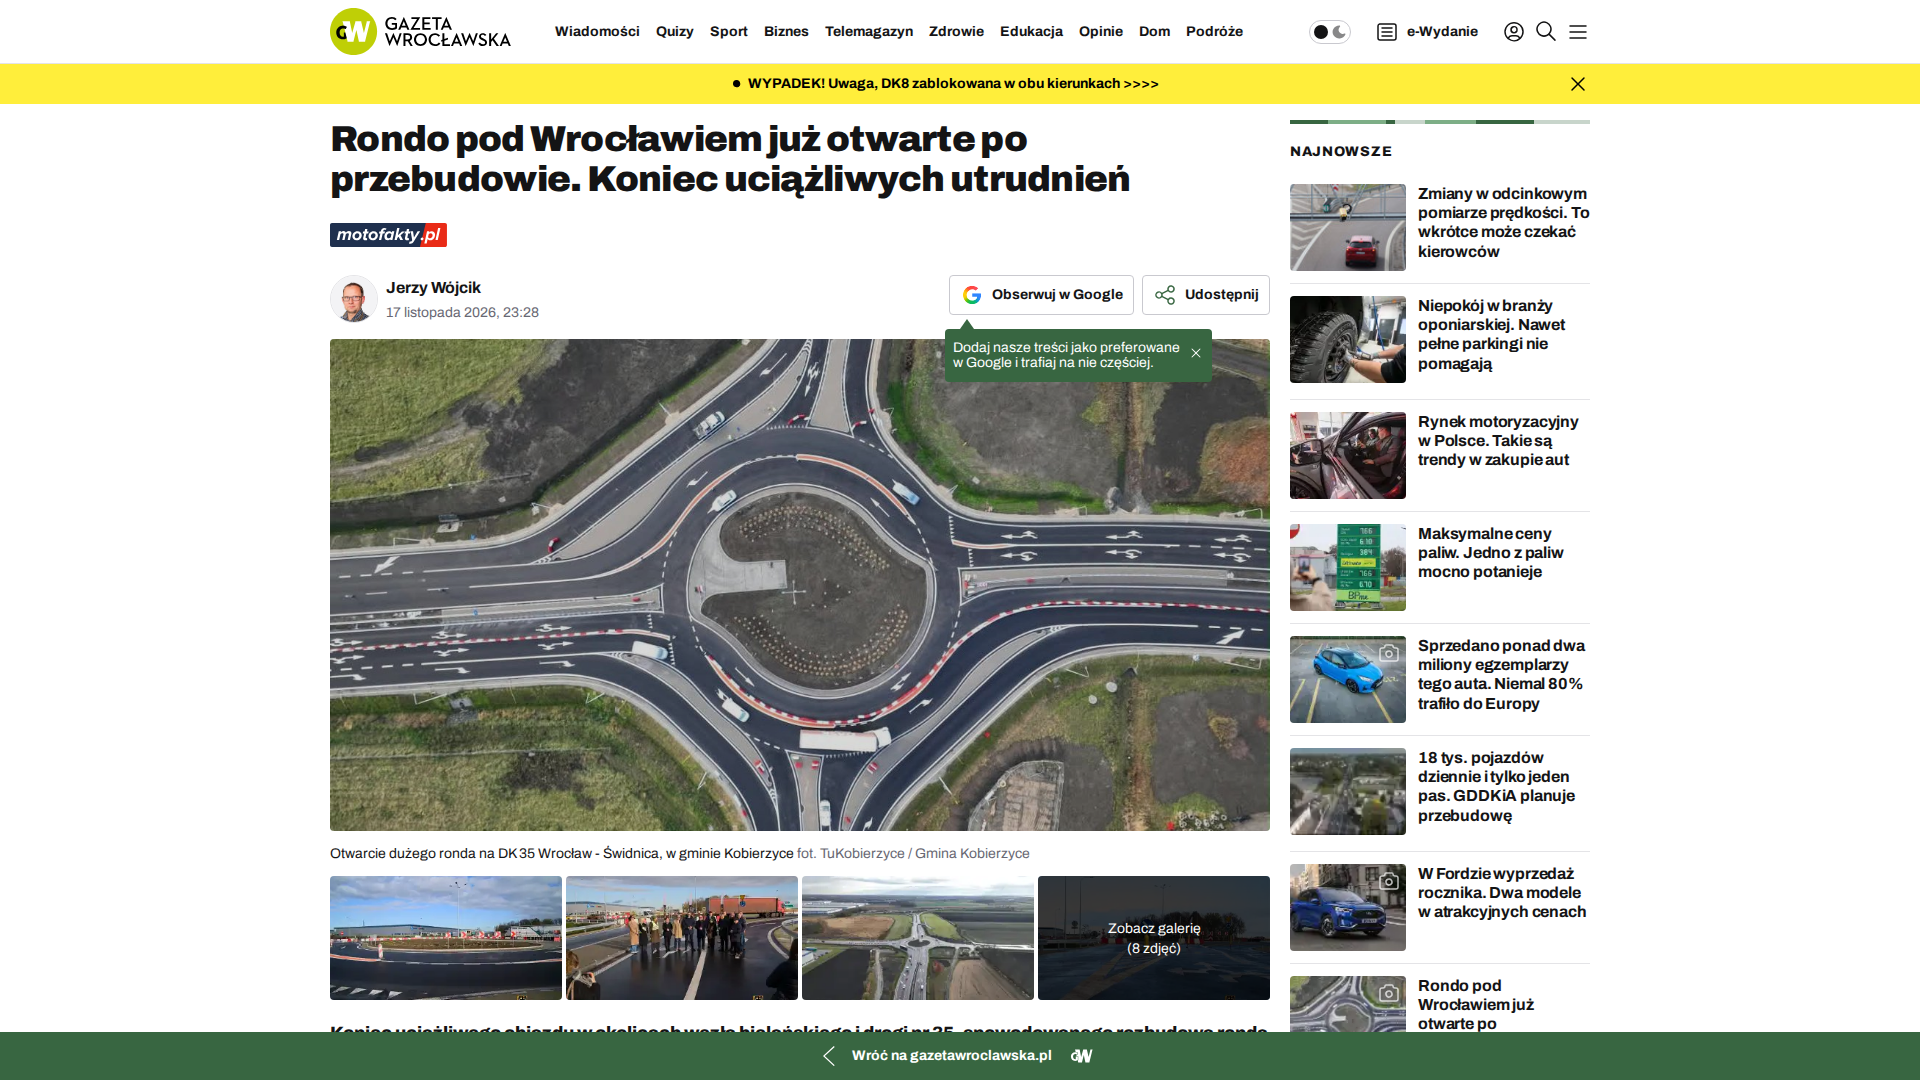 GAZETA
WROCŁAWSKA
Wiadomości Quizy Sport Biznes Telemagazyn Zdrowie Edukacja Opinie Dom Podróże
e-Wydanie
WYPADEK! Uwaga, DK8 zablokowana w obu kierunkach >>>>
Rondo pod Wrocławiem już otwarte po
przebudowie. Koniec uciążliwych utrudnień
motofakty.pl
Jerzy Wójcik
17 listopada 2026, 23:28
Obserwuj w Google
Udostępnij
Dodaj nasze treści jako preferowane
w Google i trafiaj na nie częściej.
Otwarcie dużego ronda na DK35 Wrocław - Świdnica, w gminie Kobierzyce fot. TuKobierzyce / Gmina Kobierzyce
Zobacz galerię
(8 zdjęć)
NAJNOWSZE
Zmiany w odcinkowym
pomiarze prędkości. To
wkrótce może czekać
kierowców
Niepokój w branży
oponiarskiej. Nawet
pełne parkingi nie
pomagają
Rynek motoryzacyjny
w Polsce. Takie są
trendy w zakupie aut
Maksymalne ceny
paliw. Jedno z paliw
mocno potanieje
Sprzedano ponad dwa
miliony egzemplarzy
tego auta. Niemal 80%
trafiło do Europy
18 tys. pojazdów
dziennie i tylko jeden
pas. GDDKiA planuje
przebudowę
W Fordzie wyprzedaż
rocznika. Dwa modele
w atrakcyjnych cenach
Rondo pod
Wrocławiem już
otwarte po
Wróć na gazetawroclawska.pl